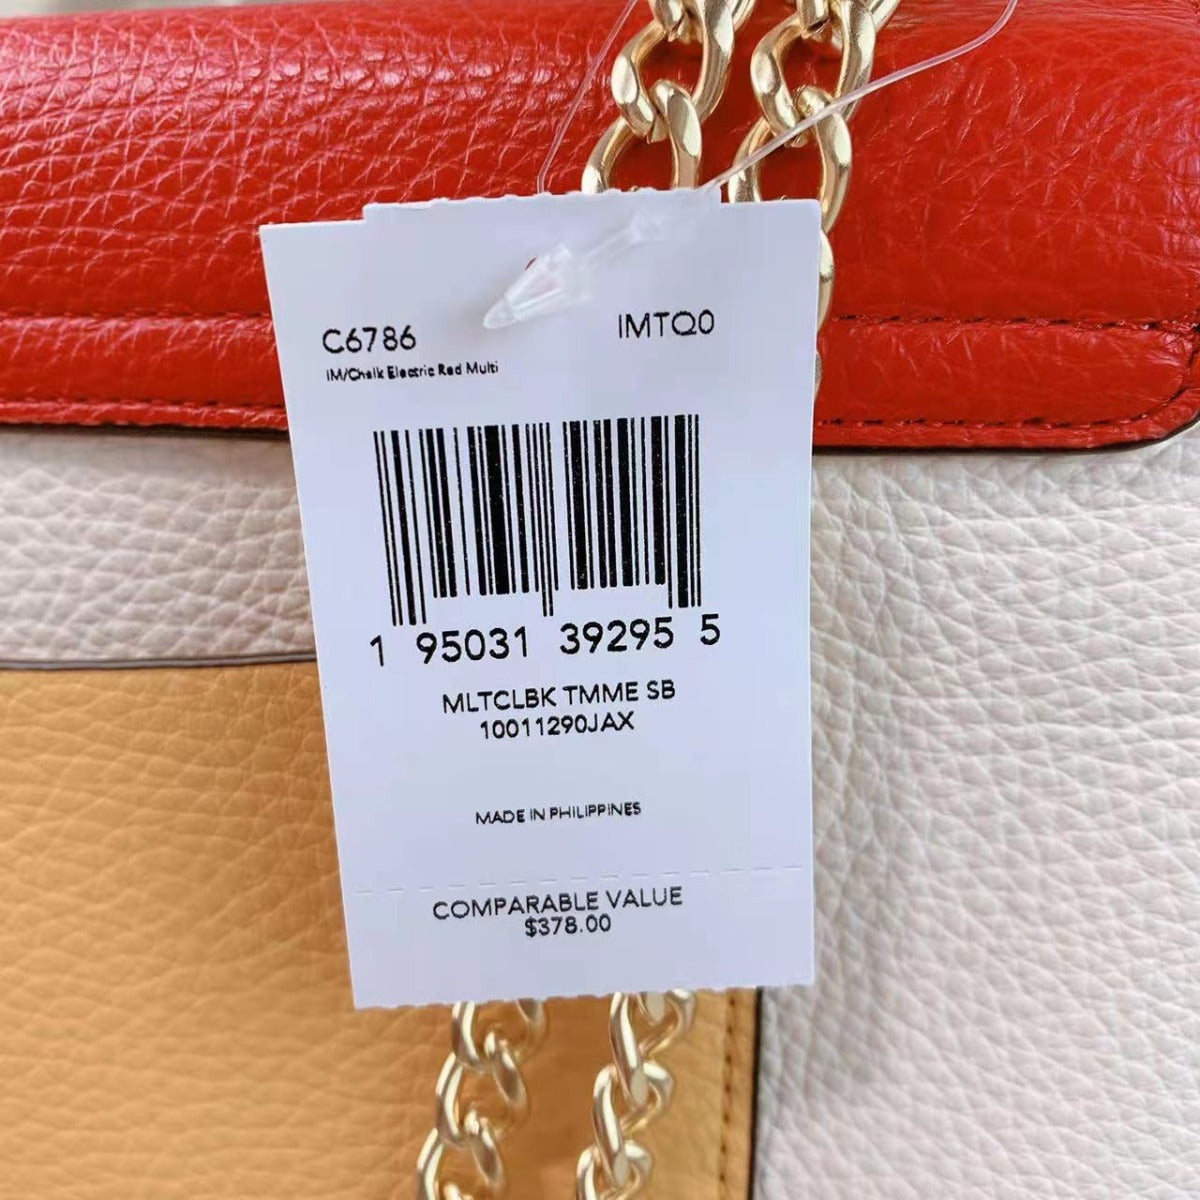 C6786 IMTQ0
IM/Chalk Electric Red Multi
1 95031 39295 5
MLTCLBK TMME SB
10011290JAX
MADE IN PHILIPPINES
COMPARABLE VALUE
$378.00